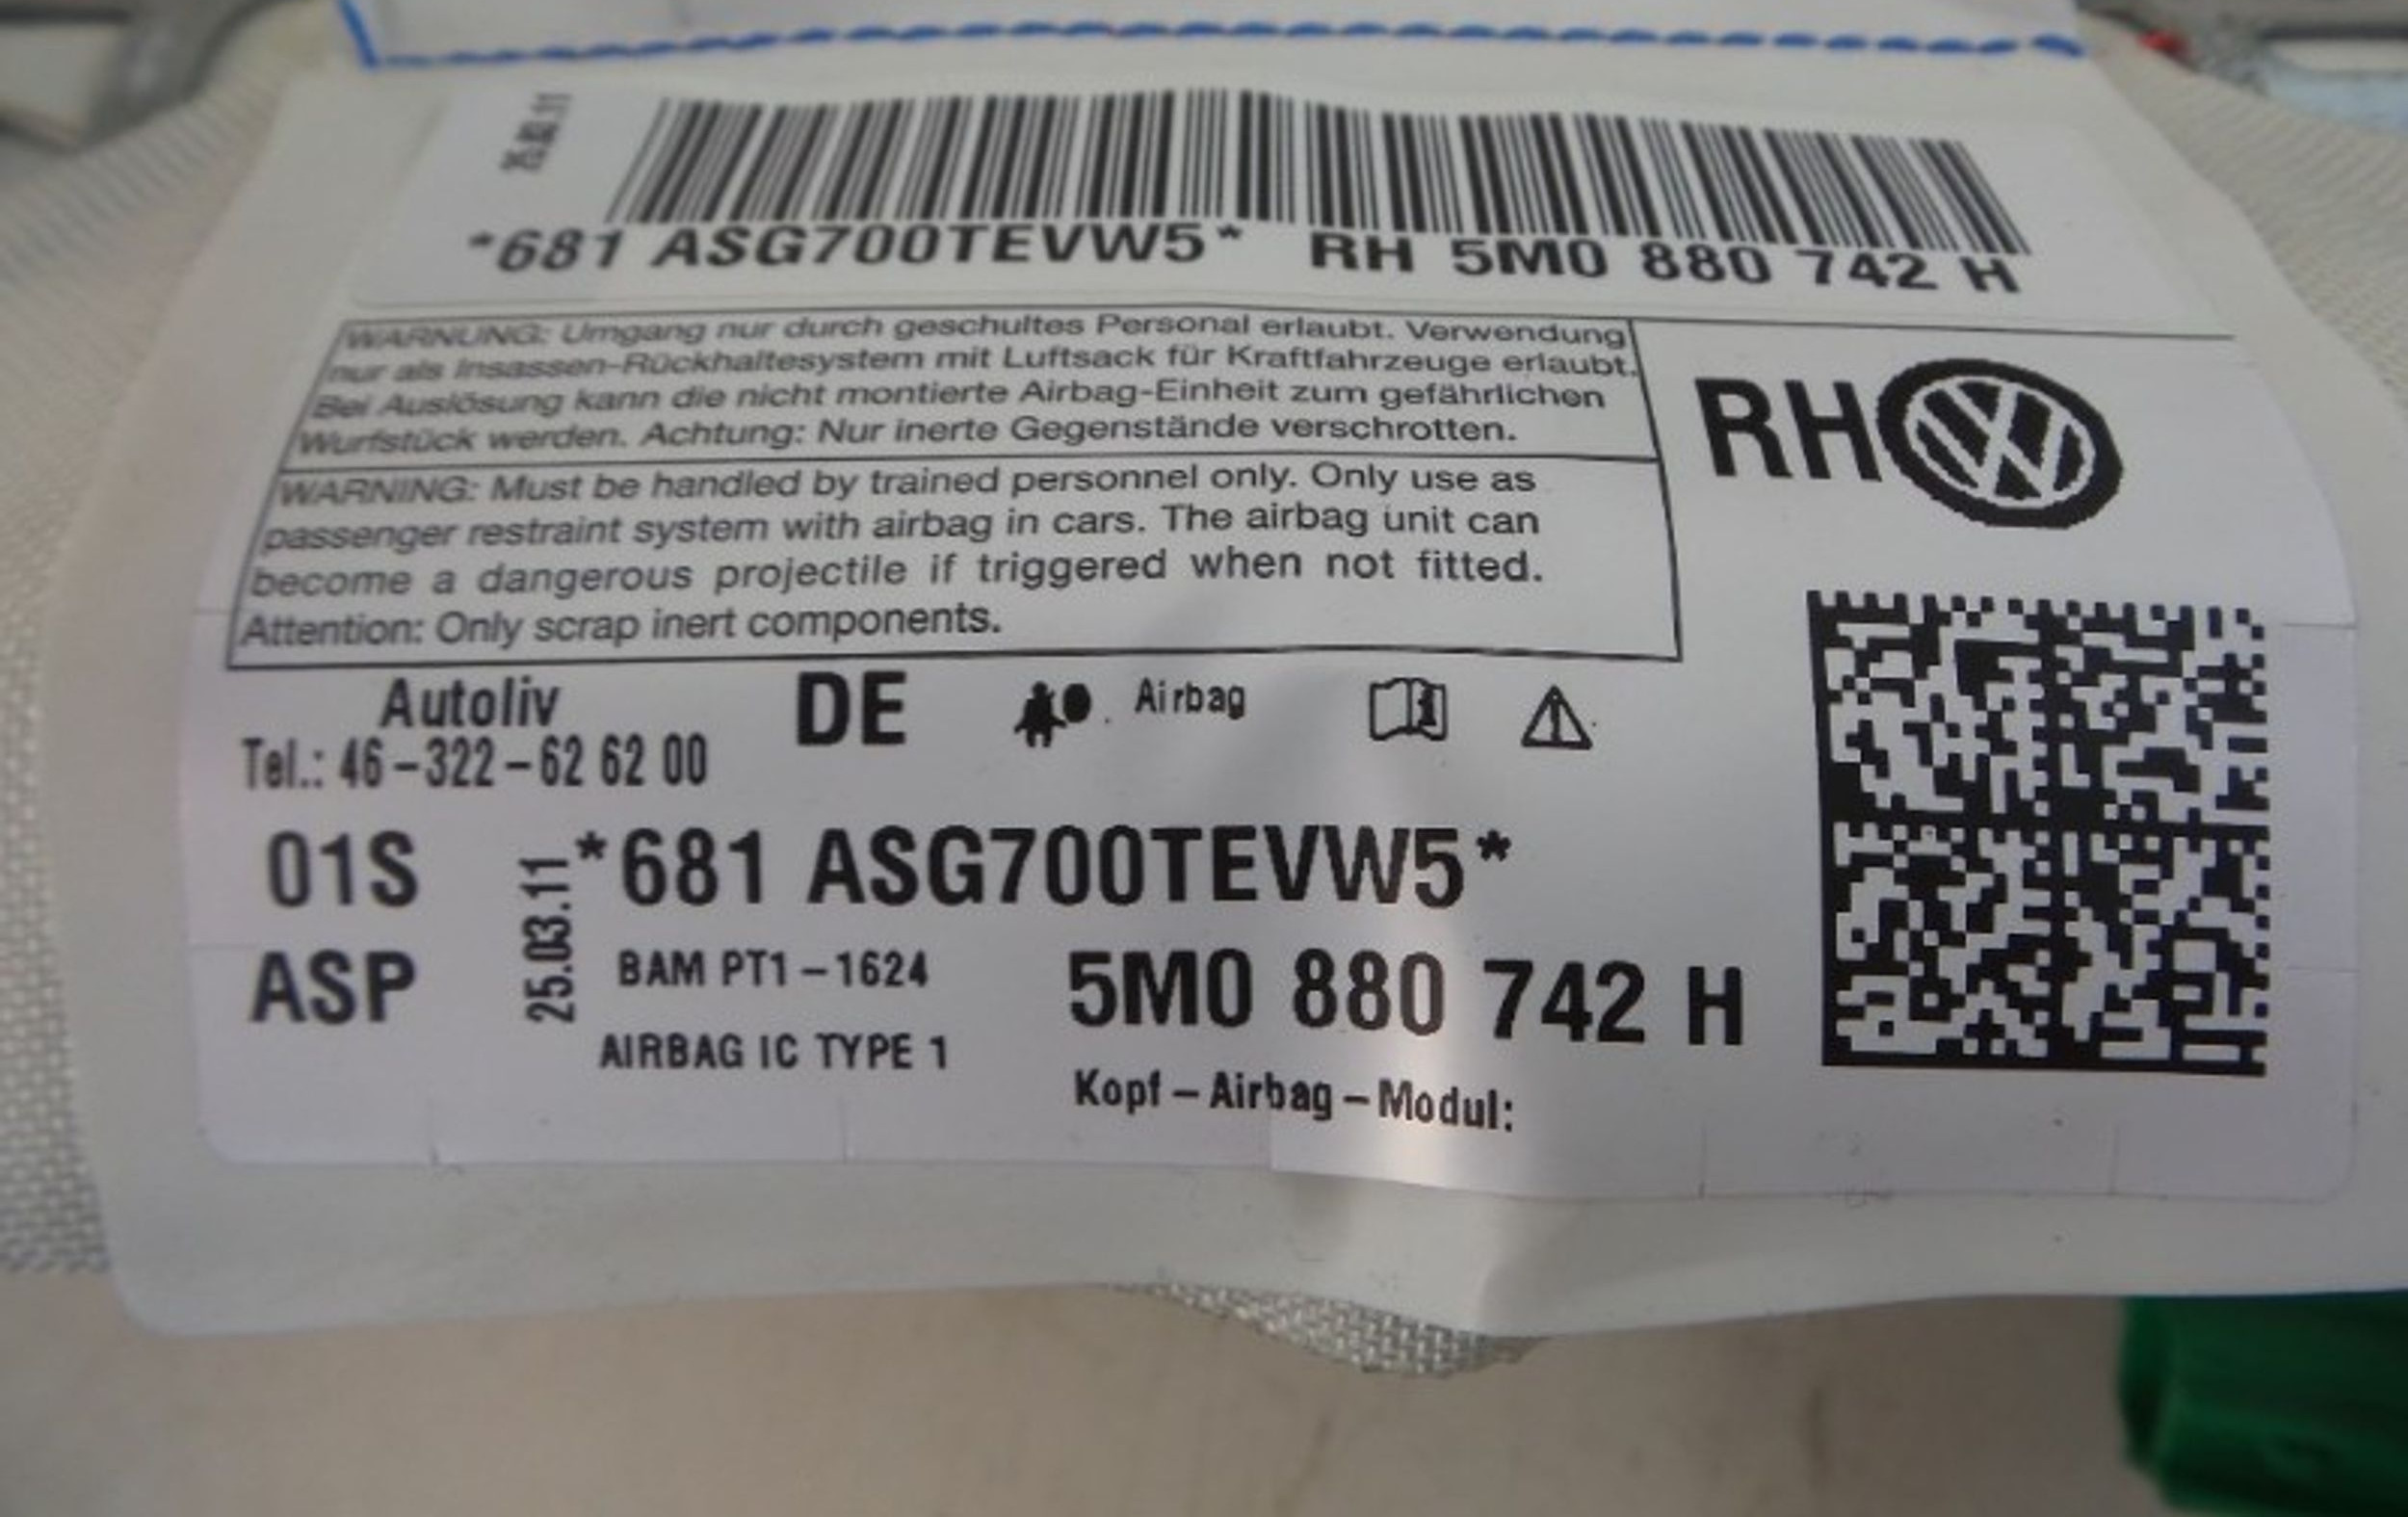 25.03.11
*681 ASG700TEVW5* RH 5M0 880 742 H
WARNUNG: Umgang nur durch geschultes Personal erlaubt. Verwendung
nur als Insassen-Rückhaltesystem mit Luftsack für Kraftfahrzeuge erlaubt.
Bei Auslösung kann die nicht montierte Airbag-Einheit zum gefährlichen
Wurfstück werden. Achtung: Nur inerte Gegenstände verschrotten.
RH
WARNING: Must be handled by trained personnel only. Only use as
passenger restraint system with airbag in cars. The airbag unit can
become a dangerous projectile if triggered when not fitted.
Attention: Only scrap inert components.
Autoliv DE Airbag
Tel.: 46-322-62 62 00
01S *681 ASG700TEVW5*
25.03.11
ASP BAM PT1-1624 5M0 880 742 H
AIRBAG IC TYPE 1
Kopf-Airbag-Modul: